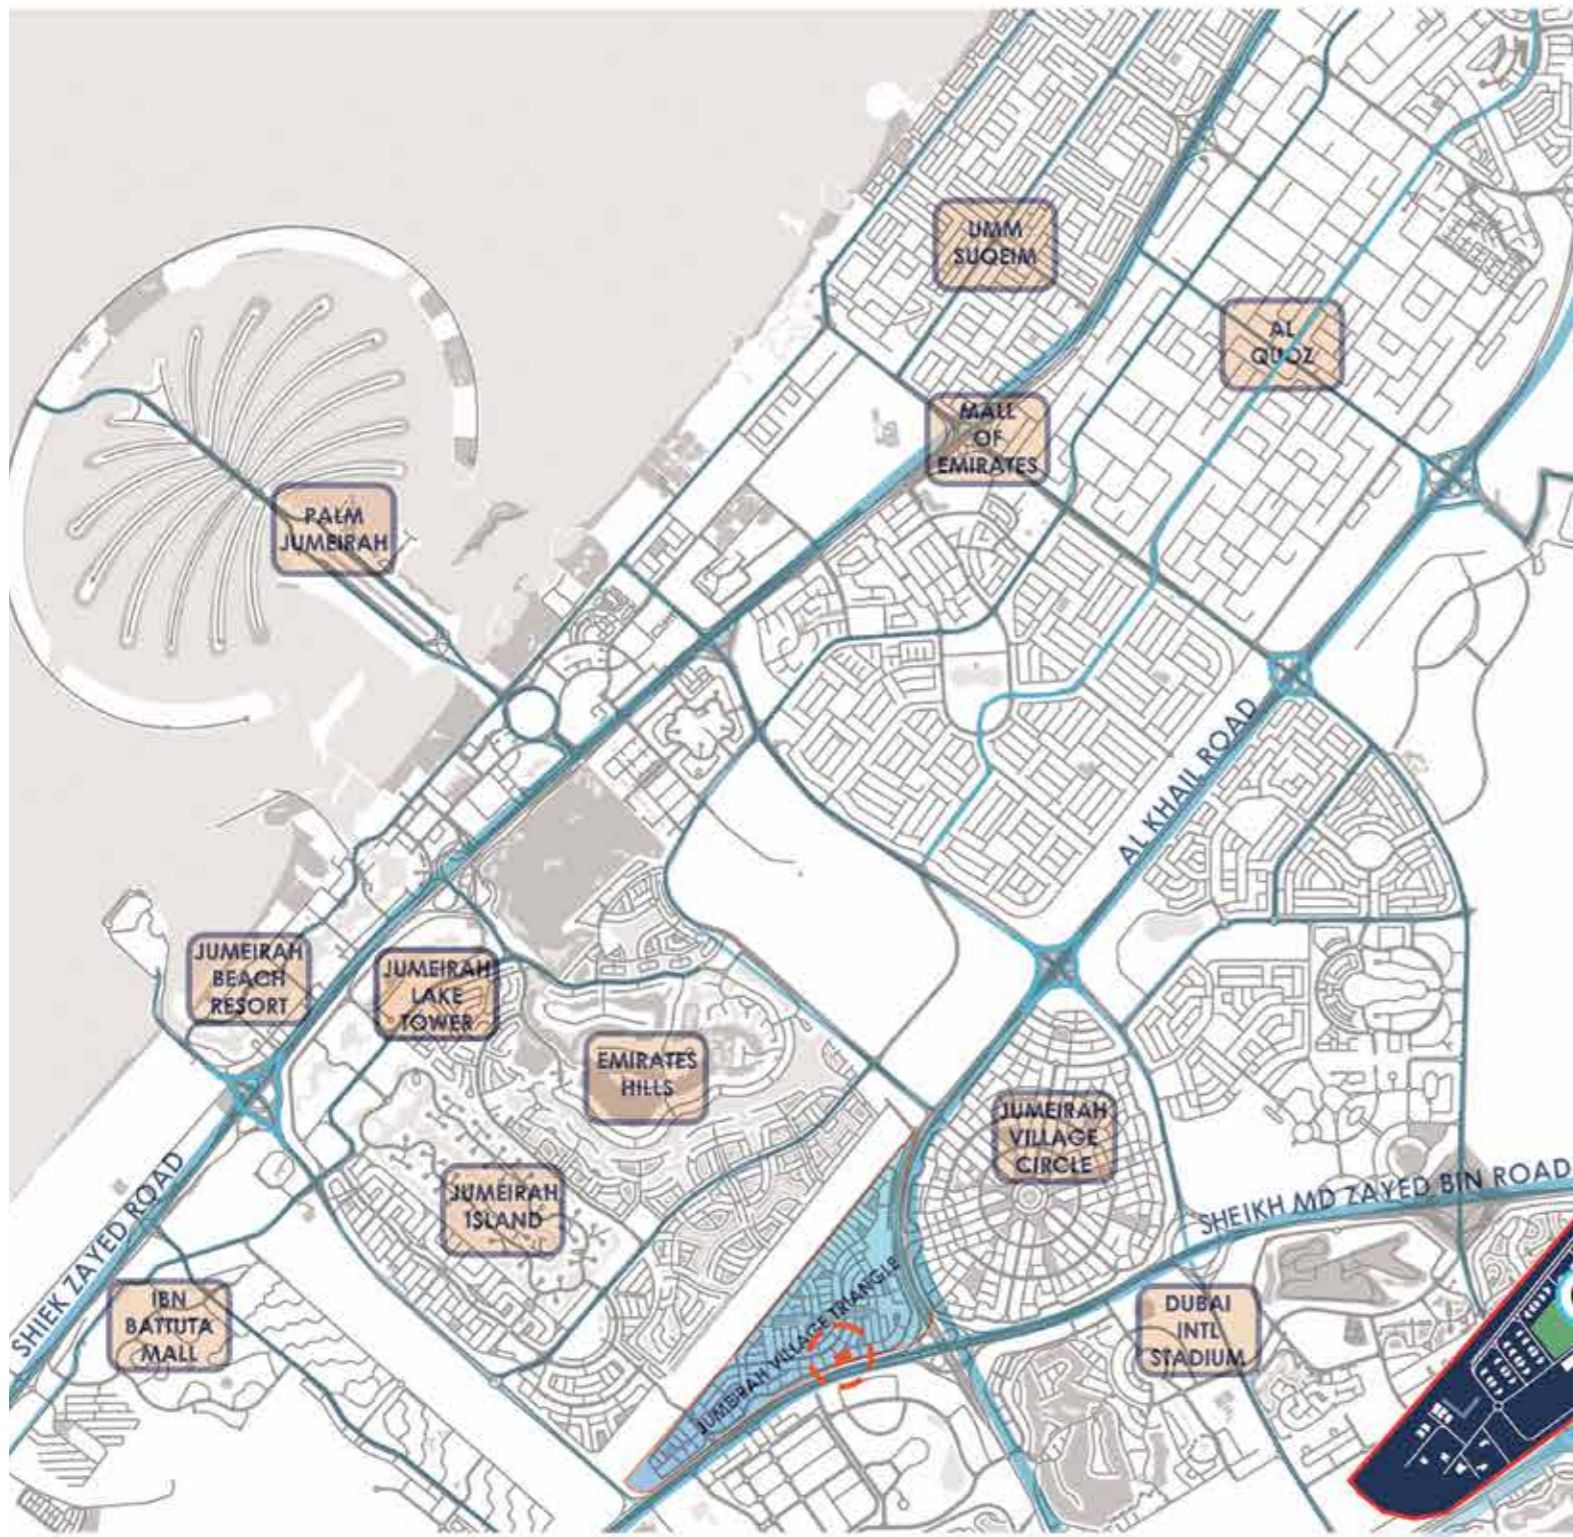 UMM
SUQEIM
AL
QUOZ
MALL
OF
EMIRATES
PALM
JUMEIRAH
AL KHAIL ROAD
JUMEIRAH
BEACH
RESORT
JUMEIRAH
LAKE
TOWER
EMIRATES
HILLS
JUMEIRAH
VILLAGE
CIRCLE
JUMEIRAH
ISLAND
SHEIKH MD ZAYED BIN ROAD
SHIEK ZAYED ROAD
IBN
BATTUTA
MALL
JUMEIRAH VILLAGE TRIANGLE
DUBAI
INTL
STADIUM